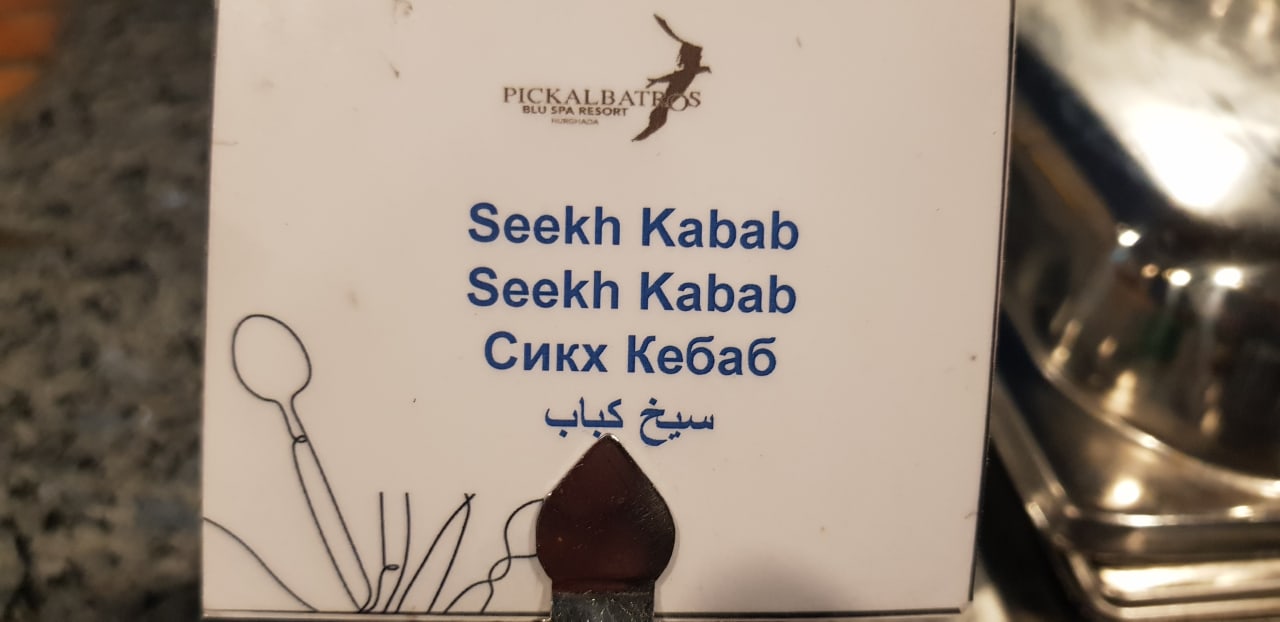 PICKALBATROS
BLU SPA RESORT
HURGHADA
Seekh Kabab
Seekh Kabab
Сикх Кебаб
سيخ كباب